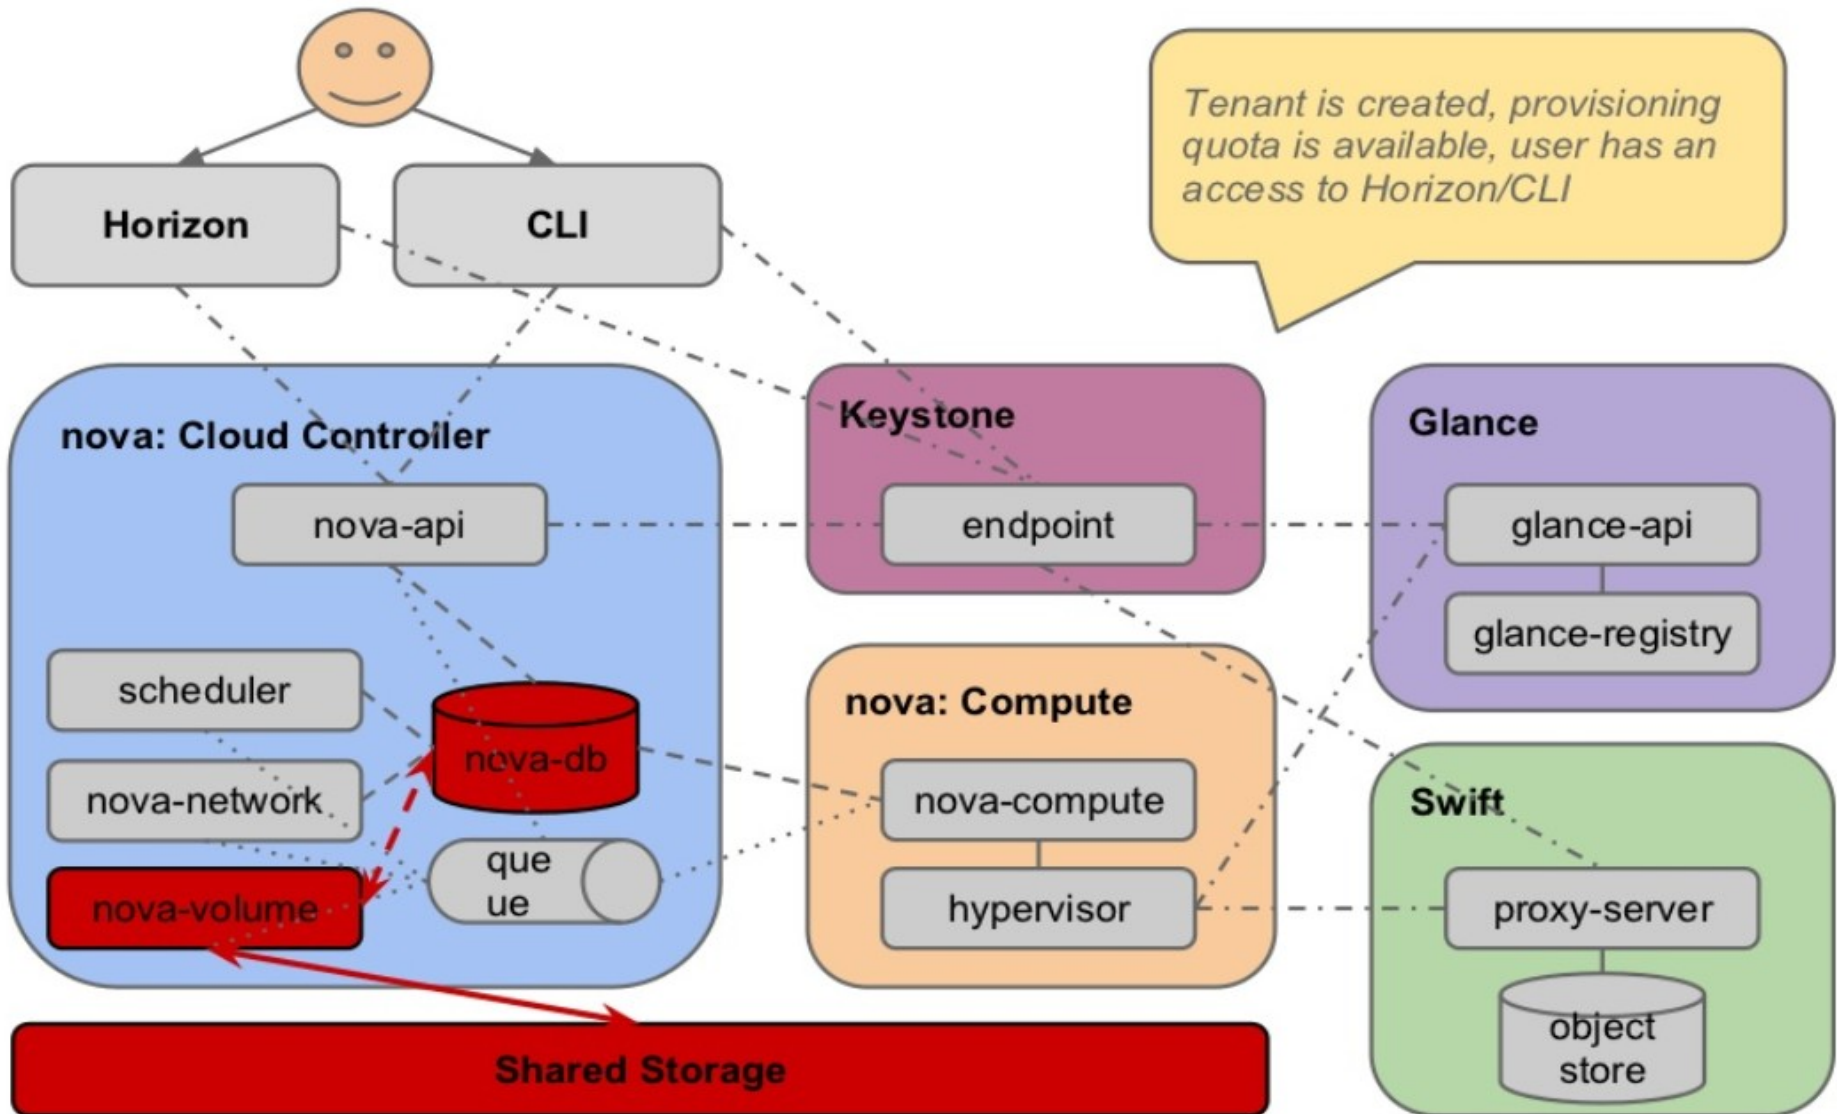 Tenant is created, provisioning
quota is available, user has an
access to Horizon/CLI
Horizon
CLI
nova: Cloud Controller
nova-api
scheduler
nova-network
nova-volume
nova-db
que
ue
Keystone
endpoint
nova: Compute
nova-compute
hypervisor
Glance
glance-api
glance-registry
Swift
proxy-server
object
store
Shared Storage